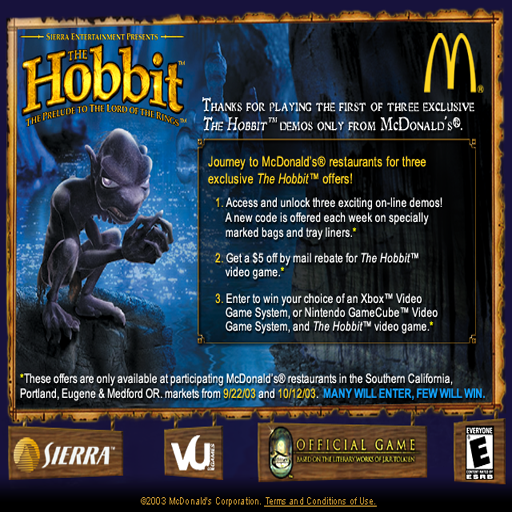 SIERRA ENTERTAINMENT PRESENTS
THE
Hobbit™
THE PRELUDE TO THE LORD OF THE RINGS™
M®
THANKS FOR PLAYING THE FIRST OF THREE EXCLUSIVE
THE HOBBIT™ DEMOS ONLY FROM MCDONALD'S®.
Journey to McDonald's® restaurants for three
exclusive The Hobbit™ offers!
1. Access and unlock three exciting on-line demos!
A new code is offered each week on specially
marked bags and tray liners.*
2. Get a $5 off by mail rebate for The Hobbit™
video game.*
3. Enter to win your choice of an Xbox™ Video
Game System, or Nintendo GameCube™ Video
Game System, and The Hobbit™ video game.*
*These offers are only available at participating McDonald's® restaurants in the Southern California,
Portland, Eugene & Medford OR. markets from 9/22/03 and 10/12/03. MANY WILL ENTER, FEW WILL WIN.
SIERRA™
VU GAMES
OFFICIAL GAME
BASED ON THE LITERARY WORKS OF J.R.R. TOLKIEN
EVERYONE
E
CONTENT RATED BY
ESRB
©2003 McDonald's Corporation. Terms and Conditions of Use.